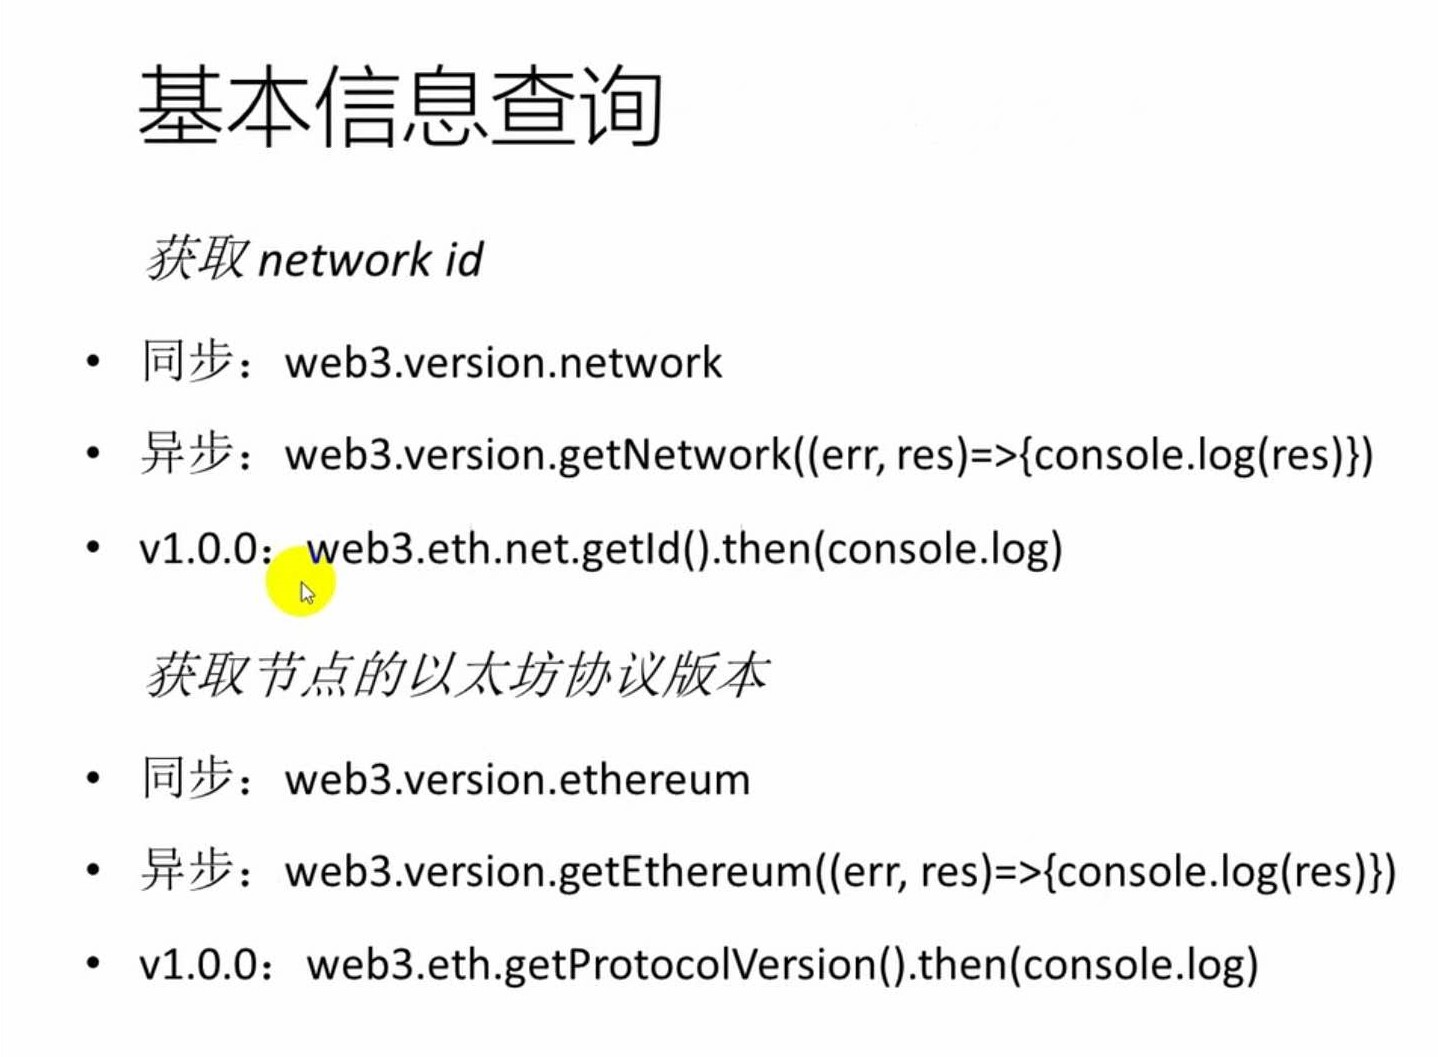 基本信息查询
获取 network id
• 同步：web3.version.network
• 异步：web3.version.getNetwork((err, res)=>{console.log(res)})
• v1.0.0：web3.eth.net.getId().then(console.log)
获取节点的以太坊协议版本
• 同步：web3.version.ethereum
• 异步：web3.version.getEthereum((err, res)=>{console.log(res)})
• v1.0.0：web3.eth.getProtocolVersion().then(console.log)